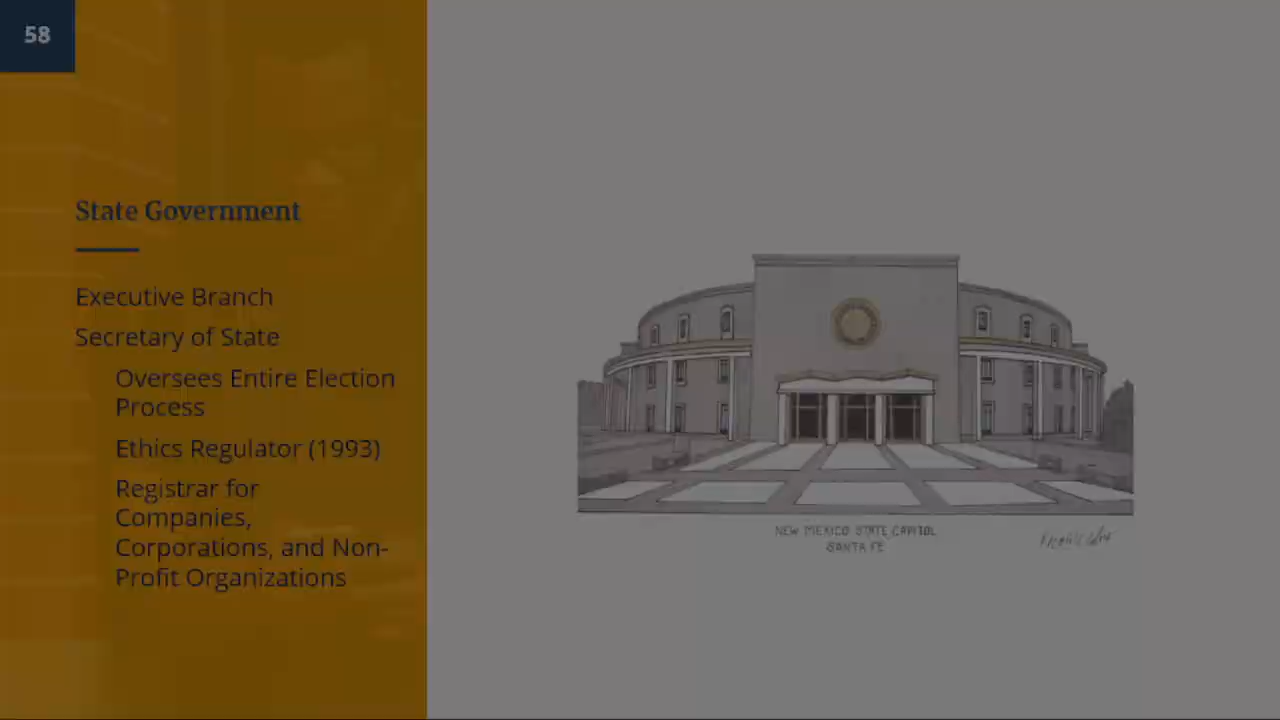 58
State Government
Executive Branch
Secretary of State
Oversees Entire Election
Process
Ethics Regulator (1993)
Registrar for
Companies,
Corporations, and Non-
Profit Organizations
NEW MEXICO STATE CAPITOL
SANTA FE